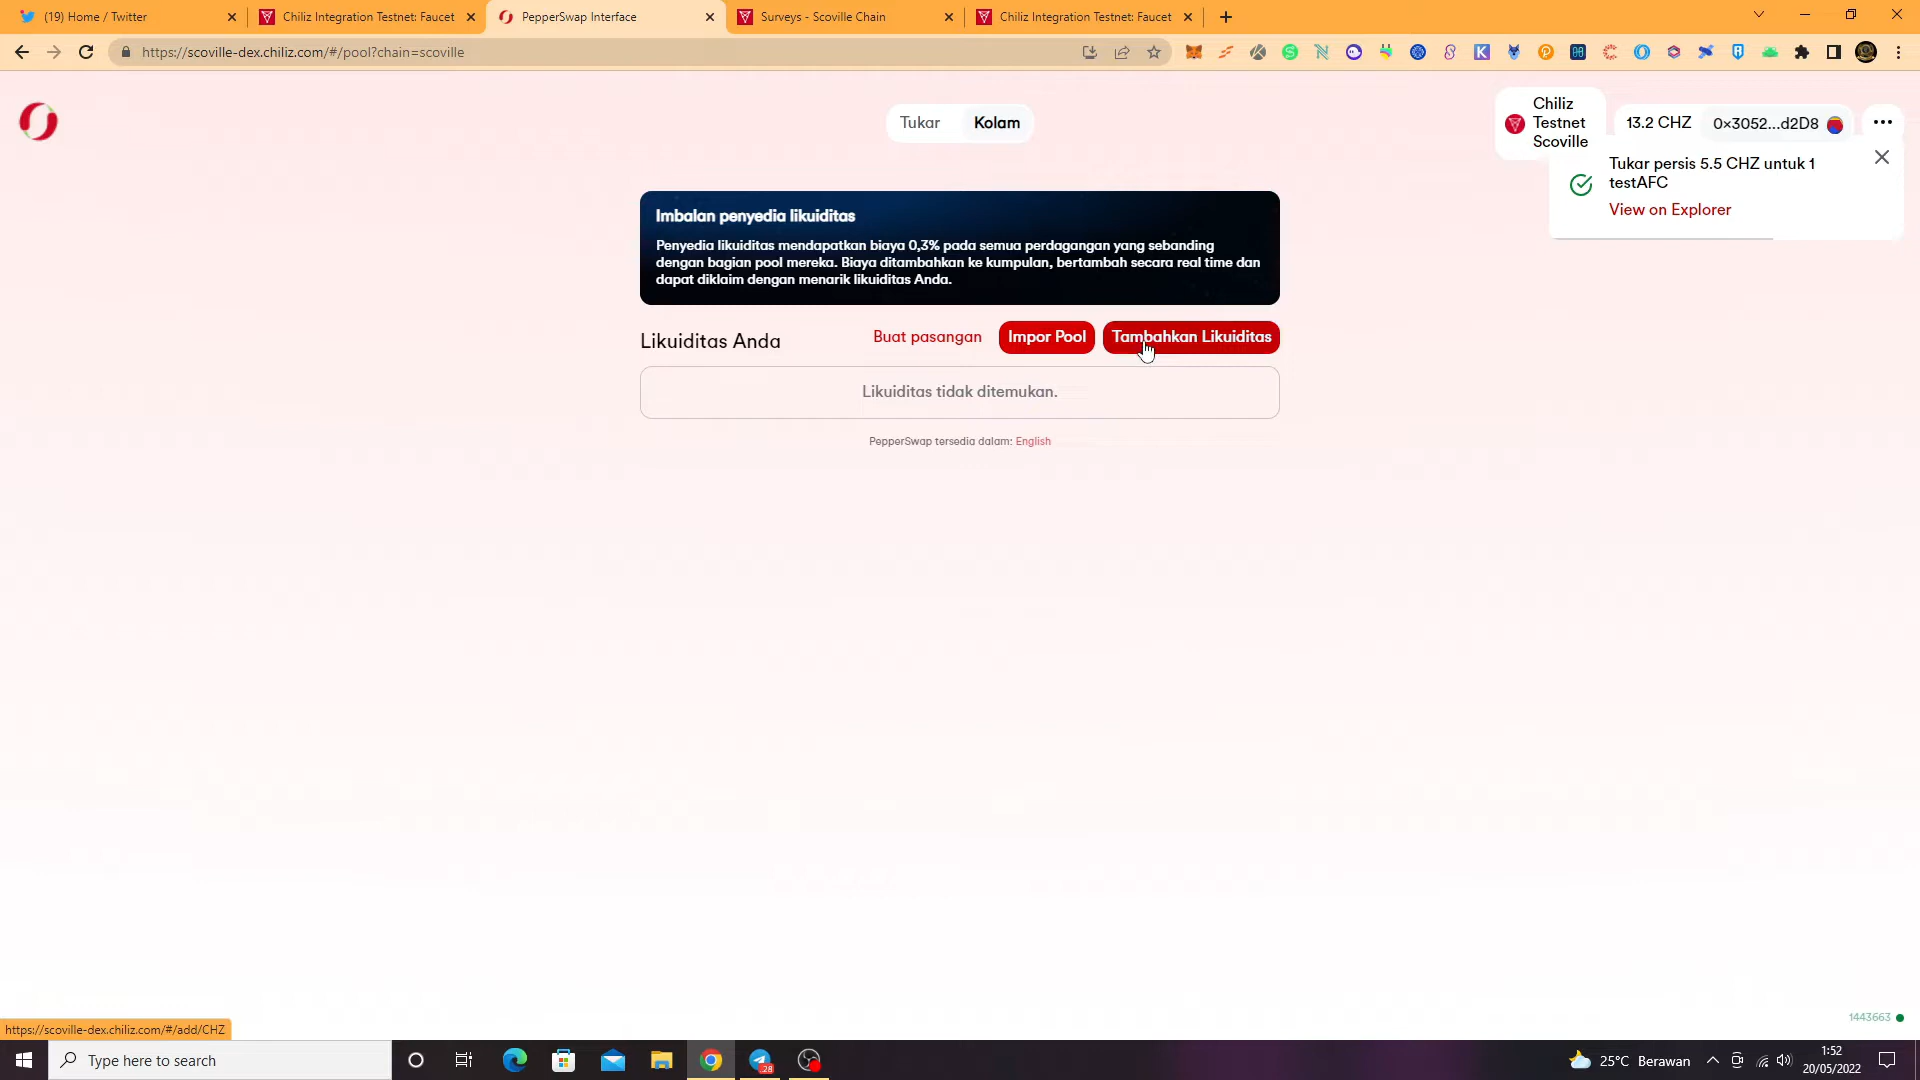 (19) Home / Twitter
Chiliz Integration Testnet: Faucet
PepperSwap Interface
Surveys - Scoville Chain
Chiliz Integration Testnet: Faucet
https://scoville-dex.chiliz.com/#/pool?chain=scoville
Tukar
Kolam
Chiliz
Testnet
Scoville
13.2 CHZ
0x3052...d2D8
Tukar persis 5.5 CHZ untuk 1
testAFC
View on Explorer
Imbalan penyedia likuiditas
Penyedia likuiditas mendapatkan biaya 0,3% pada semua perdagangan yang sebanding
dengan bagian pool mereka. Biaya ditambahkan ke kumpulan, bertambah secara real time dan
dapat diklaim dengan menarik likuiditas Anda.
Likuiditas Anda
Buat pasangan
Impor Pool
Tambahkan Likuiditas
Likuiditas tidak ditemukan.
PepperSwap tersedia dalam: English
1443663
https://scoville-dex.chiliz.com/#/add/CHZ
Type here to search
28
25°C Berawan
1:52
20/05/2022